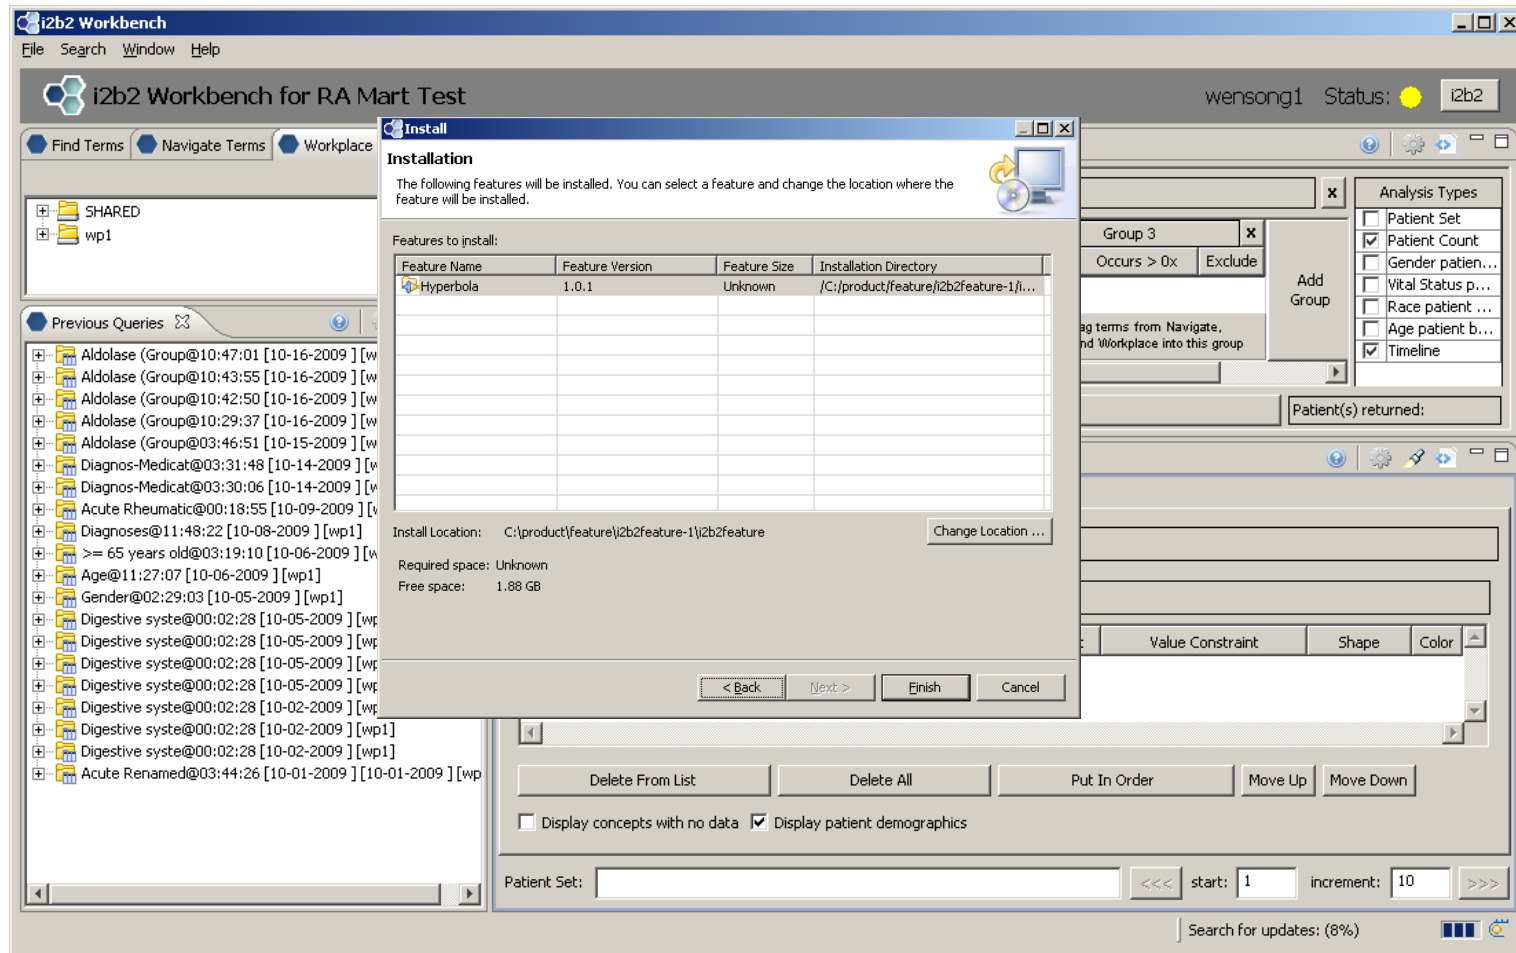 i2b2 Workbench
File Search Window Help
i2b2 Workbench for RA Mart Test
wensong1 Status: i2b2
Find Terms Navigate Terms Workplace
SHARED
wp1
Previous Queries
Aldolase (Group@10:47:01 [10-16-2009 ] [w
Aldolase (Group@10:43:55 [10-16-2009 ] [w
Aldolase (Group@10:42:50 [10-16-2009 ] [w
Aldolase (Group@10:29:37 [10-16-2009 ] [w
Aldolase (Group@03:46:51 [10-15-2009 ] [w
Diagnos-Medicat@03:31:48 [10-14-2009 ] [w
Diagnos-Medicat@03:30:06 [10-14-2009 ] [w
Acute Rheumatic@00:18:55 [10-09-2009 ] [w
Diagnoses@11:48:22 [10-08-2009 ] [wp1]
>= 65 years old@03:19:10 [10-06-2009 ] [w
Age@11:27:07 [10-06-2009 ] [wp1]
Gender@02:29:03 [10-05-2009 ] [wp1]
Digestive syste@00:02:28 [10-05-2009 ] [wp
Digestive syste@00:02:28 [10-05-2009 ] [wp
Digestive syste@00:02:28 [10-05-2009 ] [wp
Digestive syste@00:02:28 [10-05-2009 ] [wp
Digestive syste@00:02:28 [10-02-2009 ] [wp
Digestive syste@00:02:28 [10-02-2009 ] [wp1]
Digestive syste@00:02:28 [10-02-2009 ] [wp1]
Acute Renamed@03:44:26 [10-01-2009 ] [10-01-2009 ] [wp
Install
Installation
The following features will be installed. You can select a feature and change the location where the
feature will be installed.
Features to install:
Feature Name Feature Version Feature Size Installation Directory
Hyperbola 1.0.1 Unknown /C:/product/feature/i2b2feature-1/i...
Install Location: C:\product\feature\i2b2feature-1\i2b2feature Change Location ...
Required space: Unknown
Free space: 1.88 GB
< Back Next > Finish Cancel
Group 3 x
Occurs > 0x Exclude
ag terms from Navigate,
nd Workplace into this group
Add
Group
x
Analysis Types
Patient Set
Patient Count
Gender patien...
Vital Status p...
Race patient ...
Age patient b...
Timeline
Patient(s) returned:
Value Constraint Shape Color
Delete From List Delete All Put In Order Move Up Move Down
Display concepts with no data Display patient demographics
Patient Set: <<< start: 1 increment: 10 >>>
Search for updates: (8%)